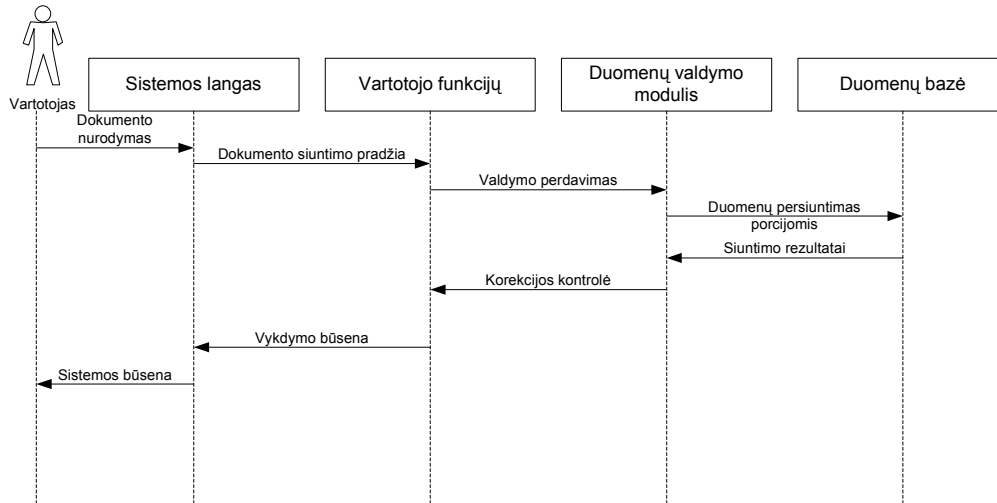 Vartotojas
Sistemos langas
Vartotojo funkcijų
Duomenų valdymo
modulis
Duomenų bazė
Dokumento
nurodymas
Dokumento siuntimo pradžia
Valdymo perdavimas
Duomenų persiuntimas
porcijomis
Siuntimo rezultatai
Korekcijos kontrolė
Vykdymo būsena
Sistemos būsena